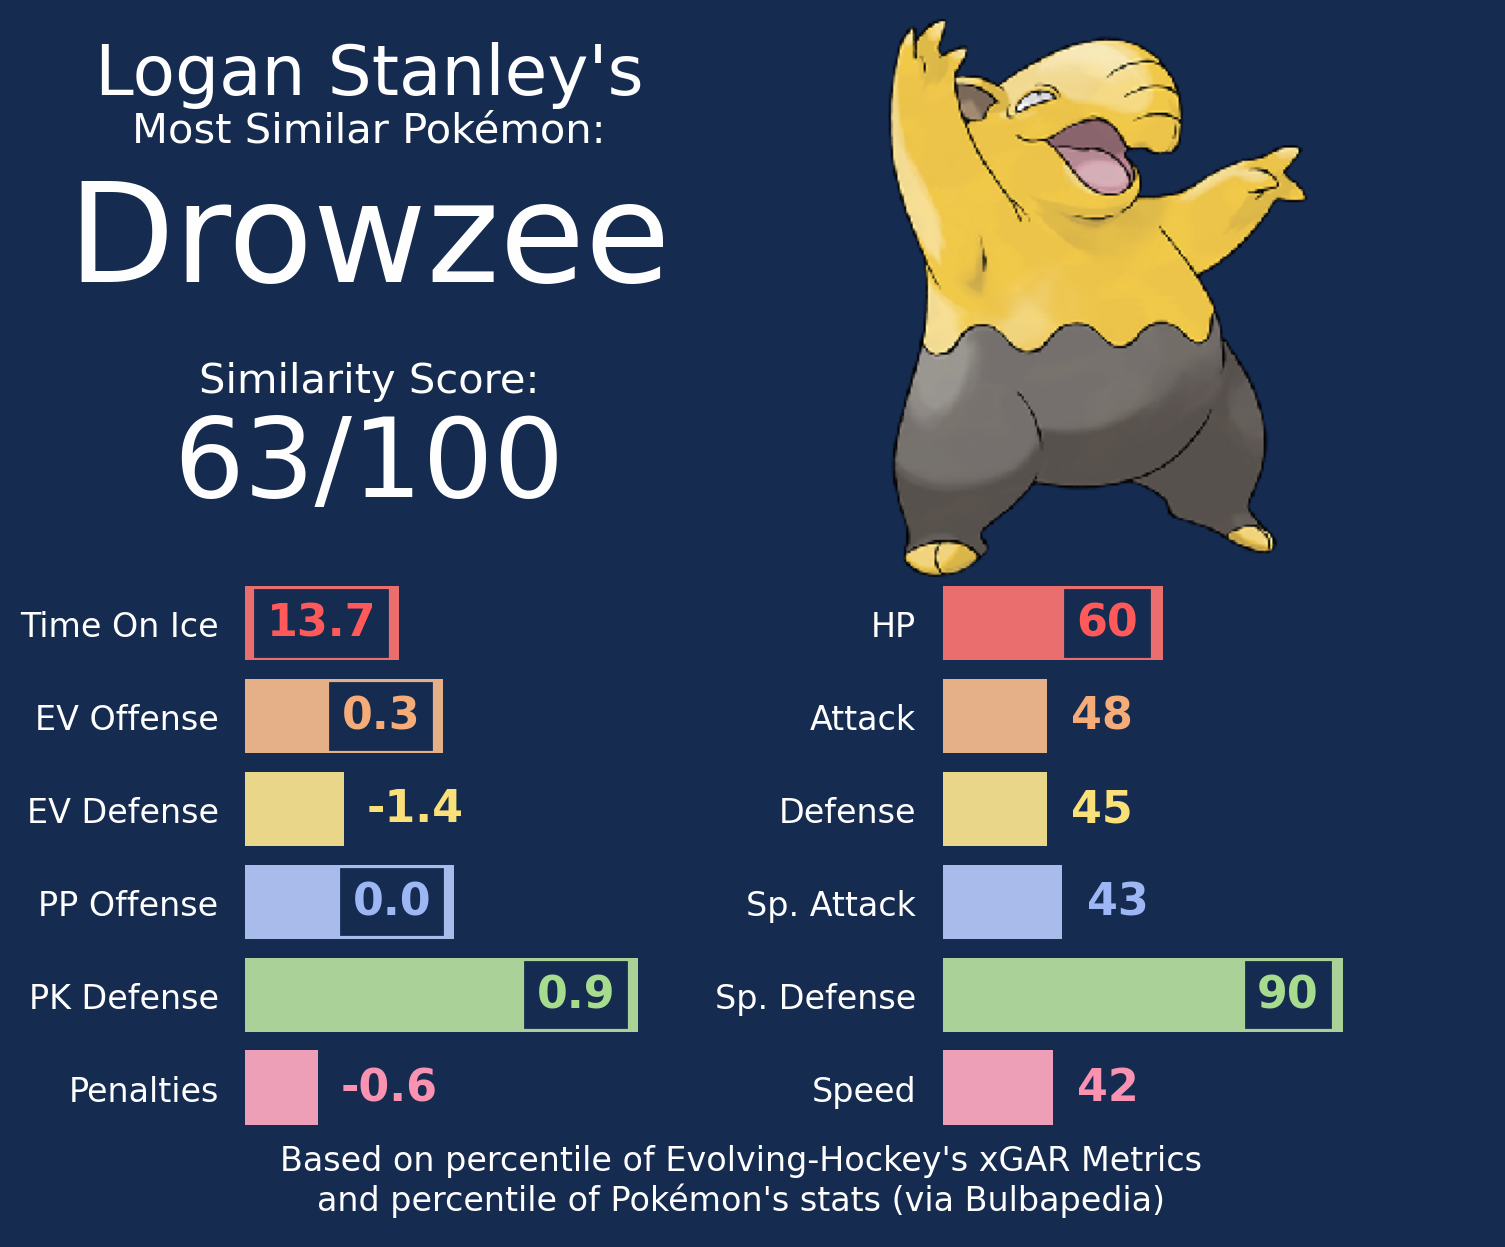 Logan Stanley's
Most Similar Pokémon:
Drowzee
Similarity Score:
63/100
Time On Ice 13.7
EV Offense 0.3
EV Defense -1.4
PP Offense 0.0
PK Defense 0.9
Penalties -0.6
HP 60
Attack 48
Defense 45
Sp. Attack 43
Sp. Defense 90
Speed 42
Based on percentile of Evolving-Hockey's xGAR Metrics
and percentile of Pokémon's stats (via Bulbapedia)